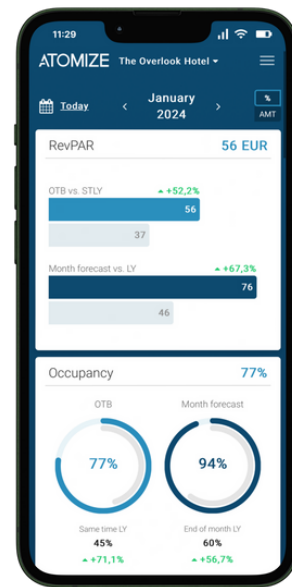 11:29
ATOMIZE The Overlook Hotel
Today
January
2024
%
AMT
RevPAR 56 EUR
OTB vs. STLY +52,2%
56
37
Month forecast vs. LY +67,3%
76
46
Occupancy 77%
OTB Month forecast
77% 94%
Same time LY End of month LY
45% 60%
+71,1% +56,7%